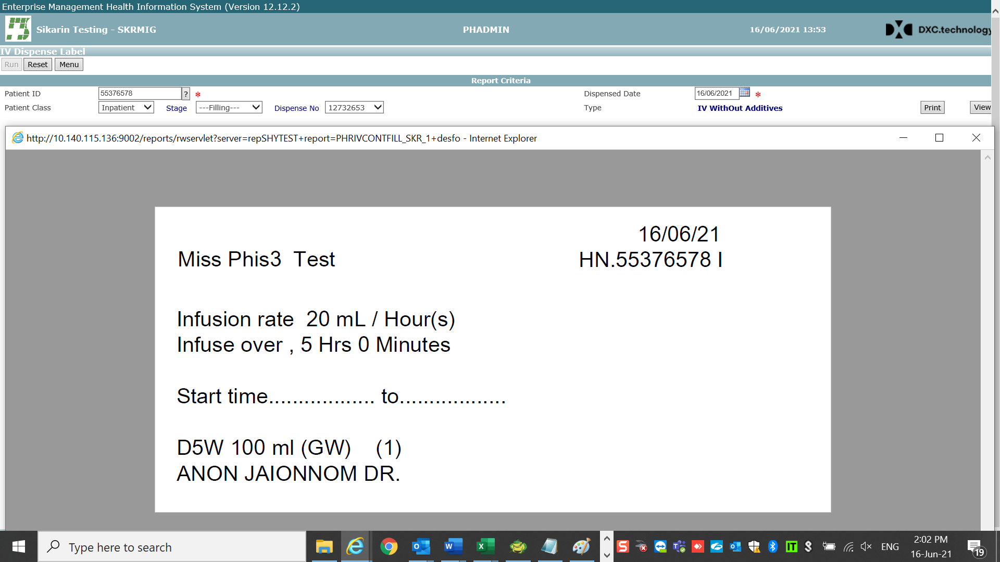 Enterprise Management Health Information System (Version 12.12.2)
Sikarin Testing - SKRMIG
PHADMIN
16/06/2021 13:53
DXC.technology
IV Dispense Label
Run Reset Menu
Report Criteria
Patient ID 55376578 ? * Dispensed Date 16/06/2021 *
Patient Class Inpatient Stage ---Filling--- Dispense No 12732653 Type IV WithOut Additives Print View
http://10.140.115.136:9002/reports/rwservlet?server=repSHYTEST+report=PHRIVCONTFILL_SKR_1+desfo - Internet Explorer
16/06/21
Miss Phis3 Test HN.55376578 I
Infusion rate 20 mL / Hour(s)
Infuse over , 5 Hrs 0 Minutes
Start time.................. to..................
D5W 100 ml (GW) (1)
ANON JAIONNOM DR.
Type here to search
ENG
2:02 PM
16-Jun-21
19